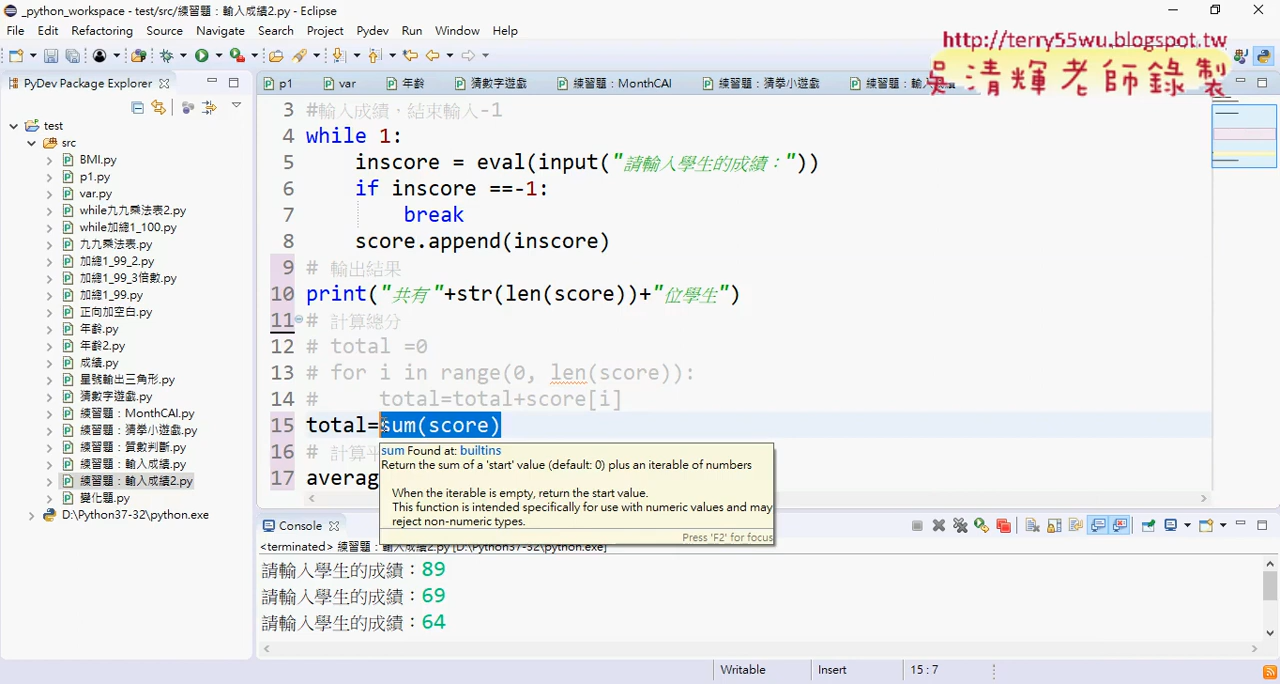 _python_workspace - test/src/練習題：輸入成績2.py - Eclipse
File Edit Refactoring Source Navigate Search Project Pydev Run Window Help
http://terry55wu.blogspot.tw
吳清輝老師錄製
PyDev Package Explorer
p1 var 年齡 猜數字遊戲 練習題：MonthCAI 練習題：猜拳小遊戲
test
src
BMI.py
p1.py
var.py
while九九乘法表2.py
while加總1_100.py
九九乘法表.py
加總1_99_2.py
加總1_99_3倍數.py
加總1_99.py
正向加空白.py
年齡.py
年齡2.py
成績.py
星號輸出三角形.py
猜數字遊戲.py
練習題：MonthCAI.py
練習題：猜拳小遊戲.py
練習題：質數判斷.py
練習題：輸入成績.py
練習題：輸入成績2.py
變化題.py
D:\Python37-32\python.exe
3 #輸入成績、結束輸入-1
4 while 1:
5 inscore = eval(input("請輸入學生的成績："))
6 if inscore ==-1:
7 break
8 score.append(inscore)
9 # 輸出結果
10 print("共有"+str(len(score))+"位學生")
11 # 計算總分
12 # total =0
13 # for i in range(0, len(score)):
14 # total=total+score[i]
15 total=sum(score)
16 # 計算平
17 averag
sum Found at: builtins
Return the sum of a 'start' value (default: 0) plus an iterable of numbers
When the iterable is empty, return the start value.
This function is intended specifically for use with numeric values and may
reject non-numeric types.
Press 'F2' for focus
Console
<terminated> 練習題：輸入成績2.py [D:\Python37-32\python.exe]
請輸入學生的成績：89
請輸入學生的成績：69
請輸入學生的成績：64
Writable Insert 15 : 7